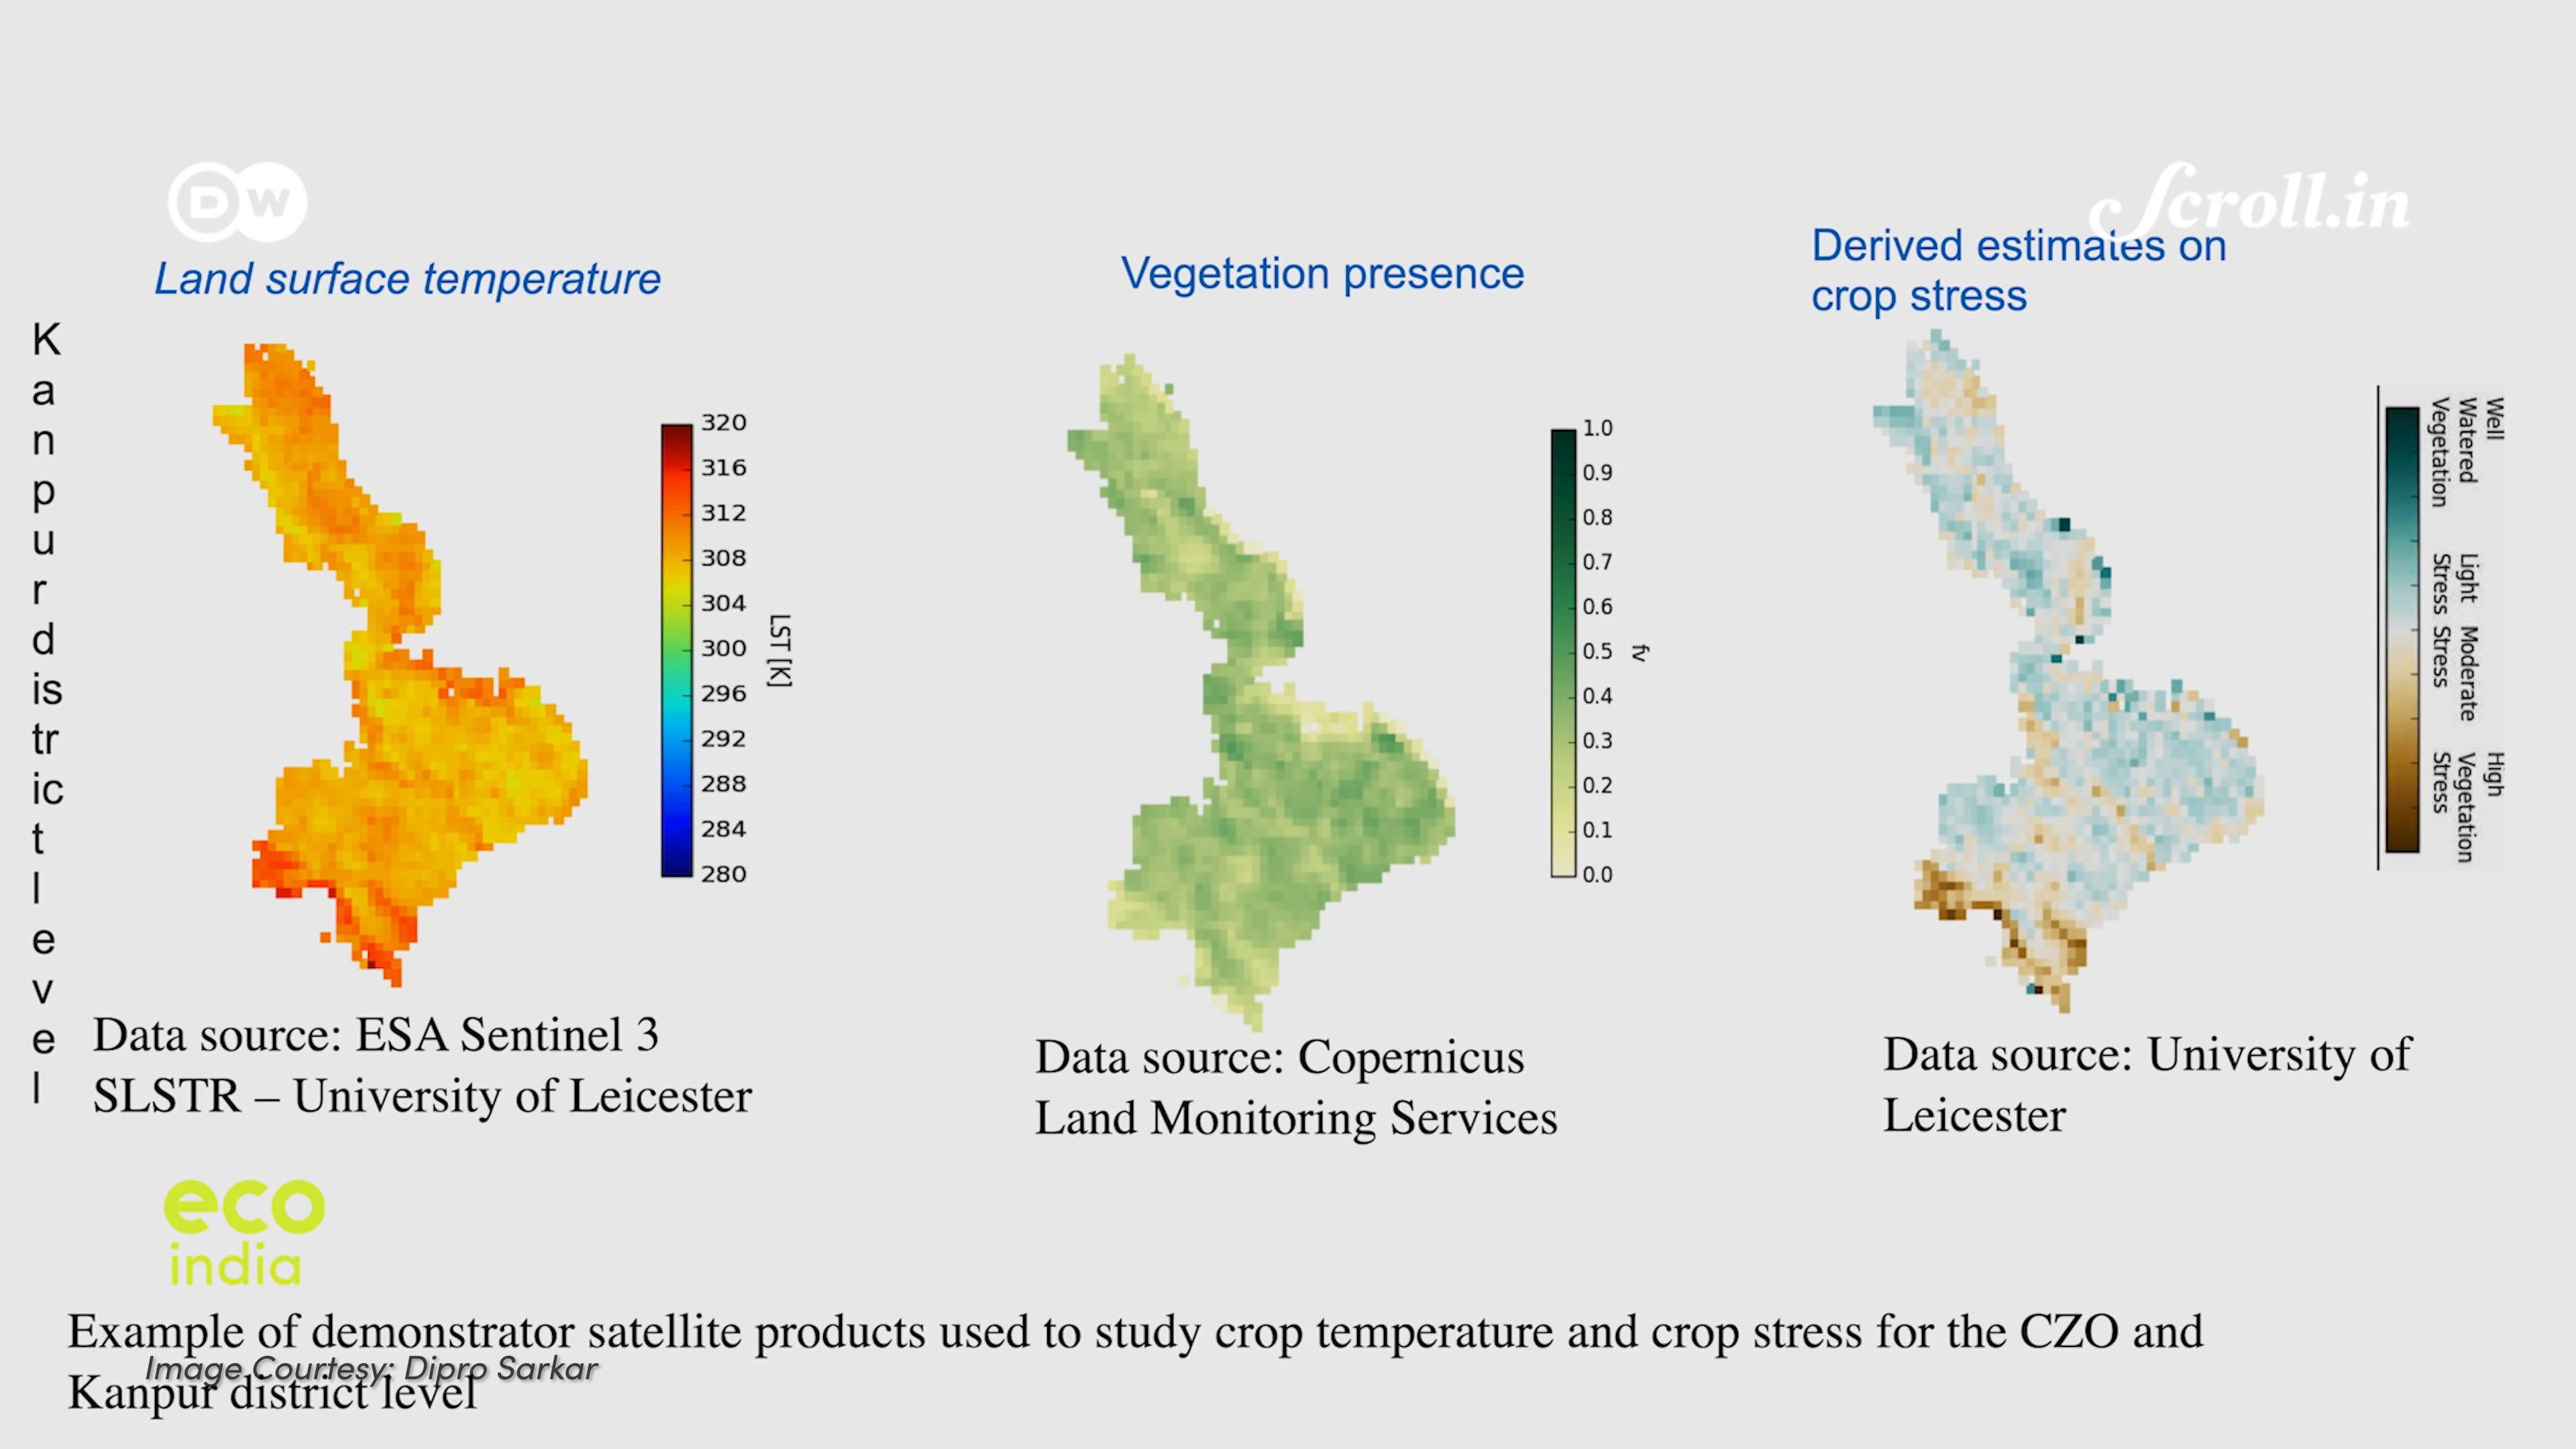 DW
Scroll.in
Land surface temperature
Vegetation presence
Derived estimates on
crop stress
K
a
n
p
u
r
d
is
tr
ic
t
l
e
v
e
l
320
316
312
308
304
300
296
292
288
284
280
LST [K]
1.0
0.9
0.8
0.7
0.6
0.5
0.4
0.3
0.2
0.1
0.0
fv
Well
Watered
Vegetation
Light
Stress
Moderate
Stress
High
Vegetation
Stress
Data source: ESA Sentinel 3
SLSTR – University of Leicester
Data source: Copernicus
Land Monitoring Services
Data source: University of
Leicester
eco
india
Example of demonstrator satellite products used to study crop temperature and crop stress for the CZO and
Kanpur district level
Image Courtesy: Dipro Sarkar